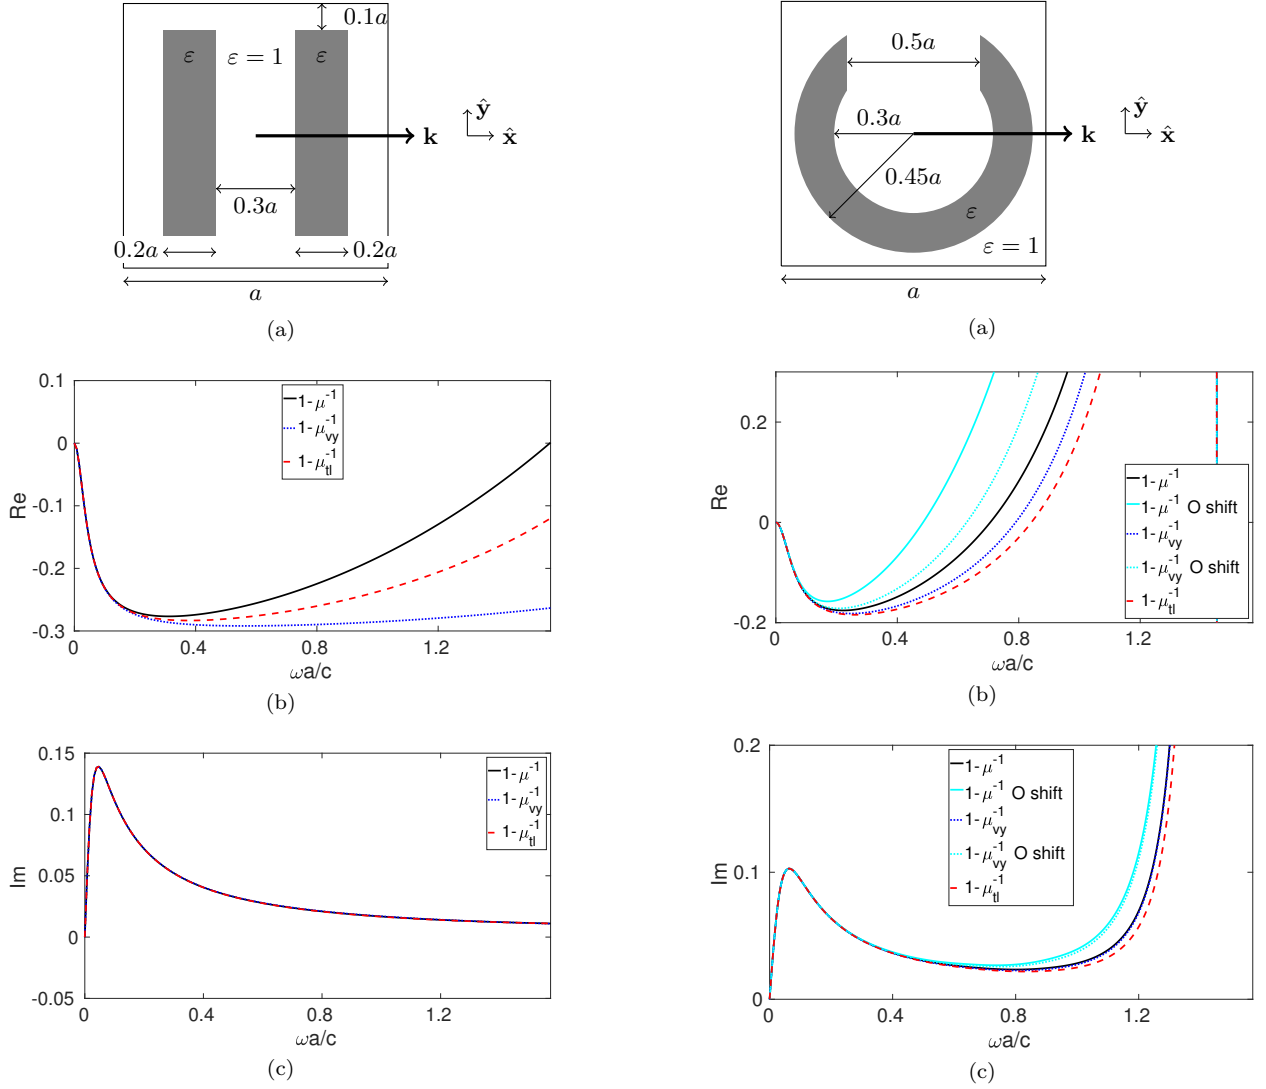 0.1a
ε
ε = 1
ε
k
ŷ
x̂
0.3a
0.2a
0.2a
a
(a)
0.1
0
-0.1
-0.2
-0.3
Re
1-μ⁻¹
1-μ_vy⁻¹
1-μ_tl⁻¹
0
0.4
0.8
1.2
ωa/c
(b)
0.15
0.1
0.05
0
-0.05
Im
1-μ⁻¹
1-μ_vy⁻¹
1-μ_tl⁻¹
0
0.4
0.8
1.2
ωa/c
(c)
0.5a
0.3a
k
ŷ
x̂
0.45a
ε
ε = 1
a
(a)
0.2
0
-0.2
Re
1-μ⁻¹
1-μ⁻¹ O shift
1-μ_vy⁻¹
1-μ_vy⁻¹ O shift
1-μ_tl⁻¹
0
0.4
0.8
1.2
ωa/c
(b)
0.2
0.1
0
Im
1-μ⁻¹
1-μ⁻¹ O shift
1-μ_vy⁻¹
1-μ_vy⁻¹ O shift
1-μ_tl⁻¹
0
0.4
0.8
1.2
ωa/c
(c)